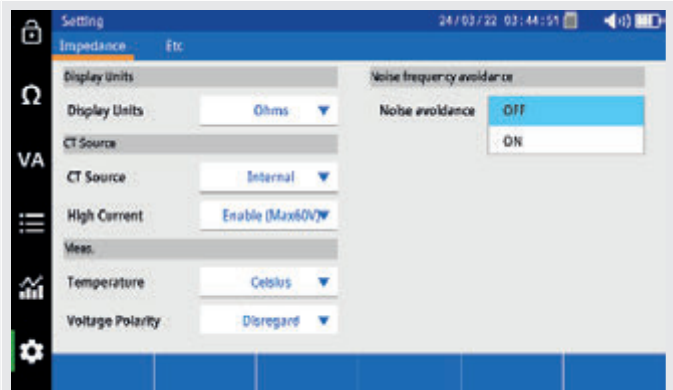 Setting
24/03/22 03:44:51
Impedance Etc
Display Units
Display Units Ohms
CT Source
CT Source Internal
High Current Enable (Max60V)
Meas.
Temperature Celsius
Voltage Polarity Disregard
Noise frequency avoidance
Noise avoidance OFF
ON
Ω
VA